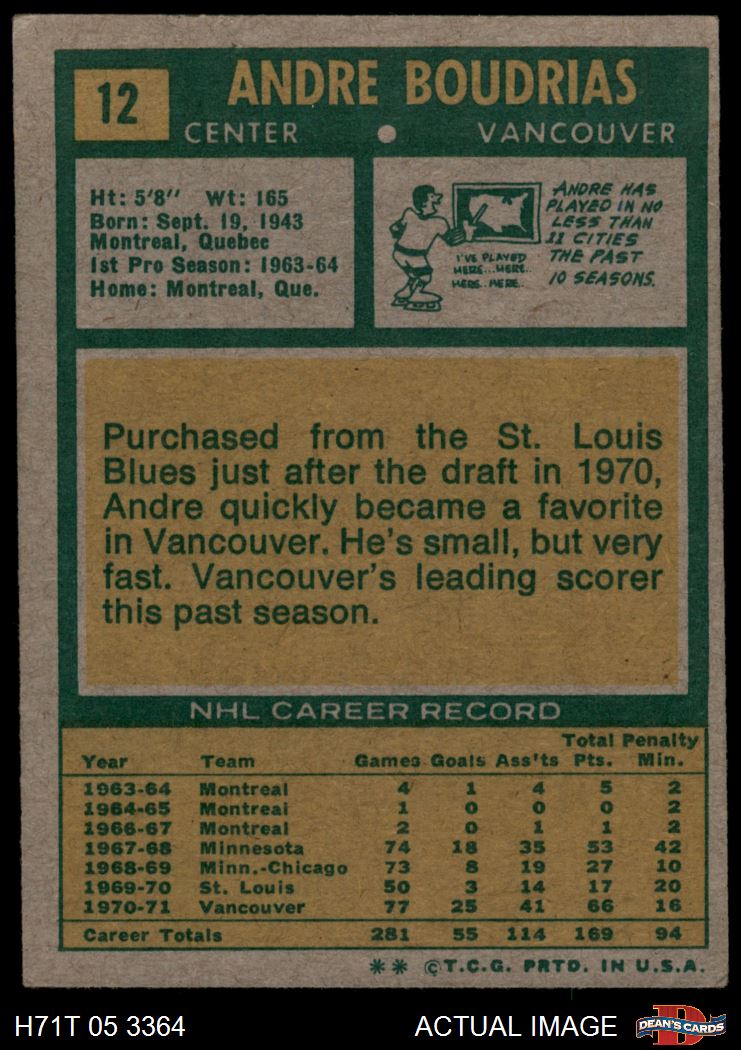 12
ANDRE BOUDRIAS
CENTER • VANCOUVER
Ht: 5'8'' Wt: 165
Born: Sept. 19, 1943
Montreal, Quebec
1st Pro Season: 1963-64
Home: Montreal, Que.
ANDRE HAS
PLAYED IN NO
LESS THAN
11 CITIES
THE PAST
10 SEASONS.
I'VE PLAYED
HERE...HERE..
HERE..HERE..
Purchased from the St. Louis
Blues just after the draft in 1970,
Andre quickly became a favorite
in Vancouver. He's small, but very
fast. Vancouver's leading scorer
this past season.
NHL CAREER RECORD
Total Penalty
Year Team Games Goals Ass'ts Pts. Min.
1963-64 Montreal 4 1 4 5 2
1964-65 Montreal 1 0 0 0 2
1966-67 Montreal 2 0 1 1 2
1967-68 Minnesota 74 18 35 53 42
1968-69 Minn.-Chicago 73 8 19 27 10
1969-70 St. Louis 50 3 14 17 20
1970-71 Vancouver 77 25 41 66 16
Career Totals 281 55 114 169 94
** ©T.C.G. PRTD. IN U.S.A.
H71T 05 3364 ACTUAL IMAGE
D
DEAN'S CARDS